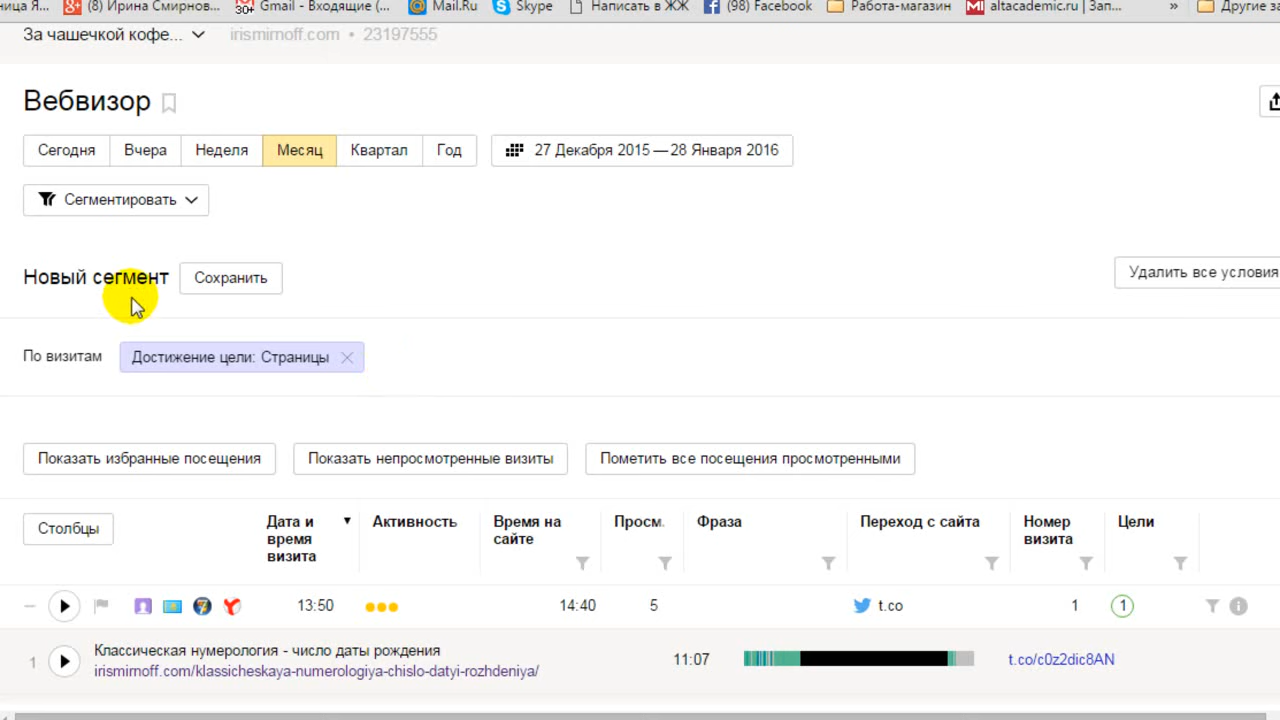 ница Я...
(8) Ирина Смирнов...
30+ Gmail - Входящие (...
Mail.Ru
Skype
Написать в ЖЖ
(98) Facebook
Работа-магазин
altacademic.ru | Зап...
»
Другие за
За чашечкой кофе...
irismirnoff.com • 23197555
Вебвизор
Сегодня Вчера Неделя Месяц Квартал Год
27 Декабря 2015 — 28 Января 2016
Сегментировать
Новый сегмент
Сохранить
Удалить все условия
По визитам
Достижение цели: Страницы
Показать избранные посещения
Показать непросмотренные визиты
Пометить все посещения просмотренными
Столбцы
Дата и
время
визита
Активность
Время на
сайте
Просм.
Фраза
Переход с сайта
Номер
визита
Цели
13:50 14:40 5 t.co 1 1
1
Классическая нумерология - число даты рождения
irismirnoff.com/klassicheskaya-numerologiya-chislo-datyi-rozhdeniya/
11:07
t.co/c0z2dic8AN